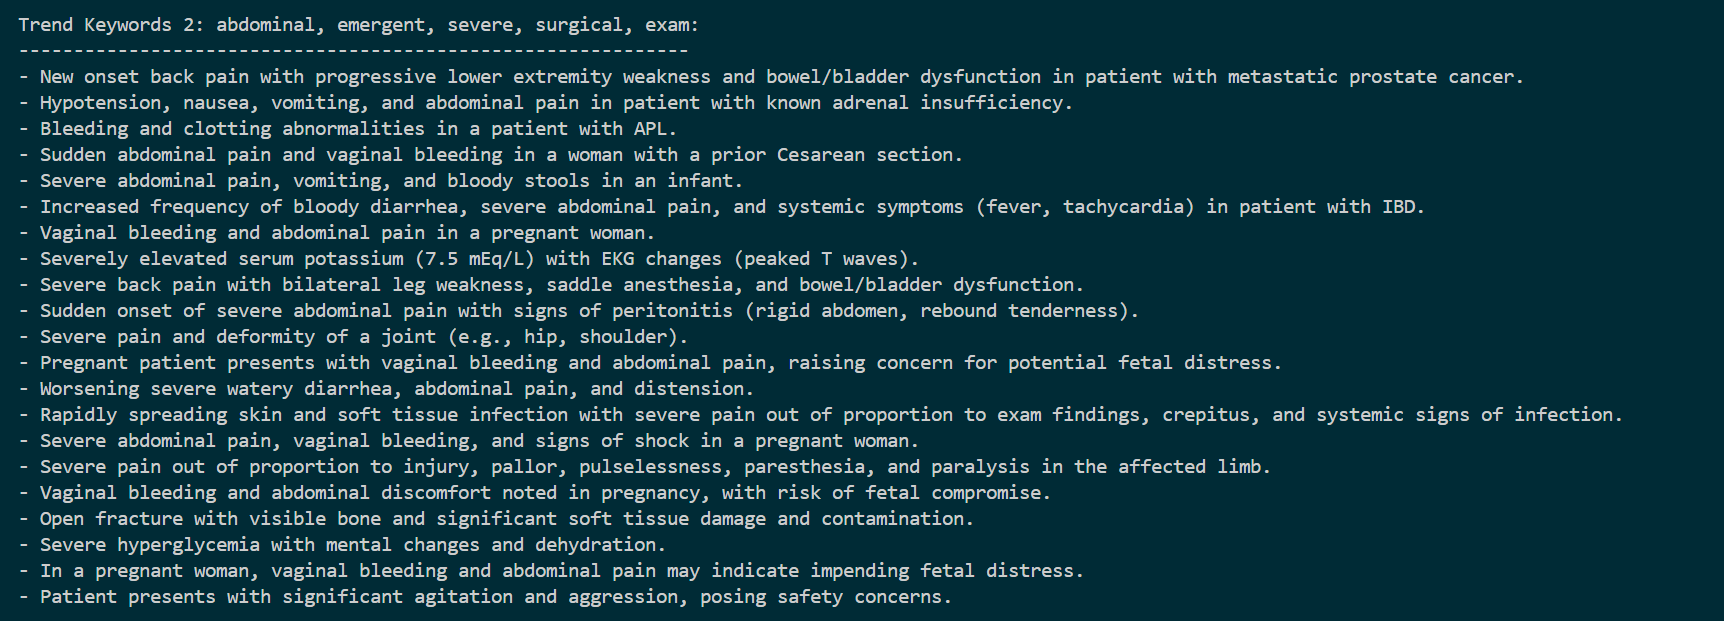 Trend Keywords 2: abdominal, emergent, severe, surgical, exam:
-------------------------------------------------------------
- New onset back pain with progressive lower extremity weakness and bowel/bladder dysfunction in patient with metastatic prostate cancer.
- Hypotension, nausea, vomiting, and abdominal pain in patient with known adrenal insufficiency.
- Bleeding and clotting abnormalities in a patient with APL.
- Sudden abdominal pain and vaginal bleeding in a woman with a prior Cesarean section.
- Severe abdominal pain, vomiting, and bloody stools in an infant.
- Increased frequency of bloody diarrhea, severe abdominal pain, and systemic symptoms (fever, tachycardia) in patient with IBD.
- Vaginal bleeding and abdominal pain in a pregnant woman.
- Severely elevated serum potassium (7.5 mEq/L) with EKG changes (peaked T waves).
- Severe back pain with bilateral leg weakness, saddle anesthesia, and bowel/bladder dysfunction.
- Sudden onset of severe abdominal pain with signs of peritonitis (rigid abdomen, rebound tenderness).
- Severe pain and deformity of a joint (e.g., hip, shoulder).
- Pregnant patient presents with vaginal bleeding and abdominal pain, raising concern for potential fetal distress.
- Worsening severe watery diarrhea, abdominal pain, and distension.
- Rapidly spreading skin and soft tissue infection with severe pain out of proportion to exam findings, crepitus, and systemic signs of infection.
- Severe abdominal pain, vaginal bleeding, and signs of shock in a pregnant woman.
- Severe pain out of proportion to injury, pallor, pulselessness, paresthesia, and paralysis in the affected limb.
- Vaginal bleeding and abdominal discomfort noted in pregnancy, with risk of fetal compromise.
- Open fracture with visible bone and significant soft tissue damage and contamination.
- Severe hyperglycemia with mental changes and dehydration.
- In a pregnant woman, vaginal bleeding and abdominal pain may indicate impending fetal distress.
- Patient presents with significant agitation and aggression, posing safety concerns.